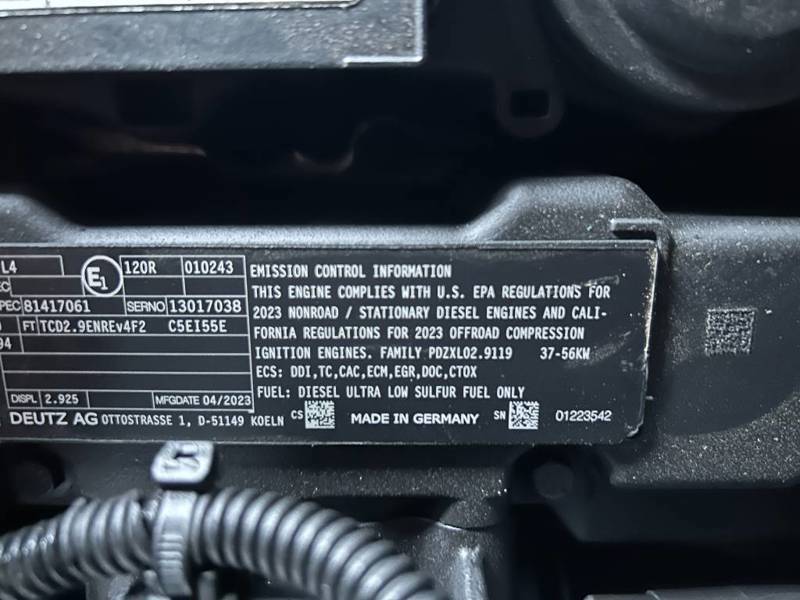 L4 E1 120R 010243
EC
PEC 81417061 SERNO 13017038
FT TCD2.9ENREv4F2 C5EI55E
94
DISPL 2.925 MFGDATE 04/2023
DEUTZ AG OTTOSTRASSE 1, D-51149 KOELN
EMISSION CONTROL INFORMATION
THIS ENGINE COMPLIES WITH U.S. EPA REGULATIONS FOR
2023 NONROAD / STATIONARY DIESEL ENGINES AND CALI-
FORNIA REGULATIONS FOR 2023 OFFROAD COMPRESSION
IGNITION ENGINES. FAMILY PDZXL02.9119 37-56KW
ECS: DDI,TC,CAC,ECM,EGR,DOC,CTOX
FUEL: DIESEL ULTRA LOW SULFUR FUEL ONLY
CS MADE IN GERMANY SN 01223542